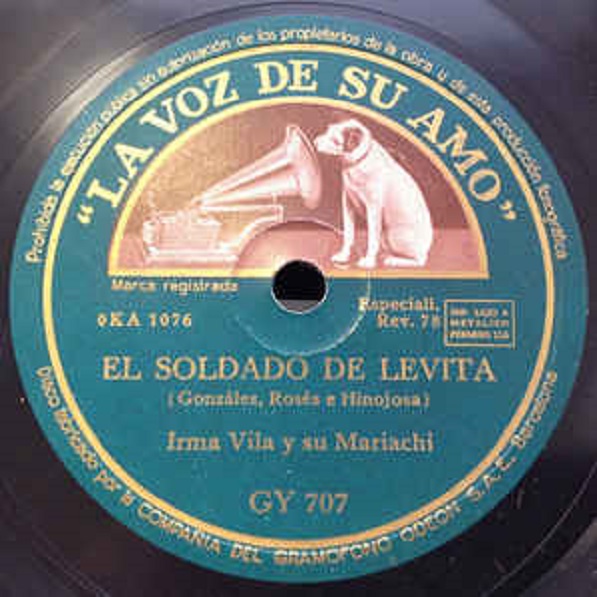 Prohibida la ejecución pública sin autorización de los propietarios de la obra y de esta producción fonográfica
"LA VOZ DE SU AMO"
Marca registrada
0KA 1076
Especiali.
Rev. 78
EL SOLDADO DE LEVITA
(Gonzáles, Rosés e Hinojosa)
Irma Vila y su Mariachi
GY 707
Disco fabricado por la COMPAÑIA DEL GRAMÓFONO ODEON S.A.E. Barcelona